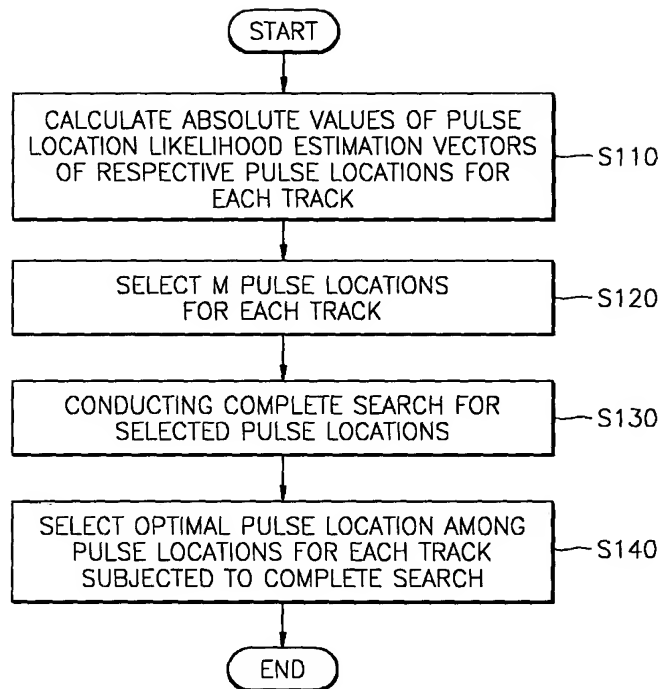 START
CALCULATE ABSOLUTE VALUES OF PULSE
LOCATION LIKELIHOOD ESTIMATION VECTORS
OF RESPECTIVE PULSE LOCATIONS FOR
EACH TRACK
S110
SELECT M PULSE LOCATIONS
FOR EACH TRACK
S120
CONDUCTING COMPLETE SEARCH FOR
SELECTED PULSE LOCATIONS
S130
SELECT OPTIMAL PULSE LOCATION AMONG
PULSE LOCATIONS FOR EACH TRACK
SUBJECTED TO COMPLETE SEARCH
S140
END